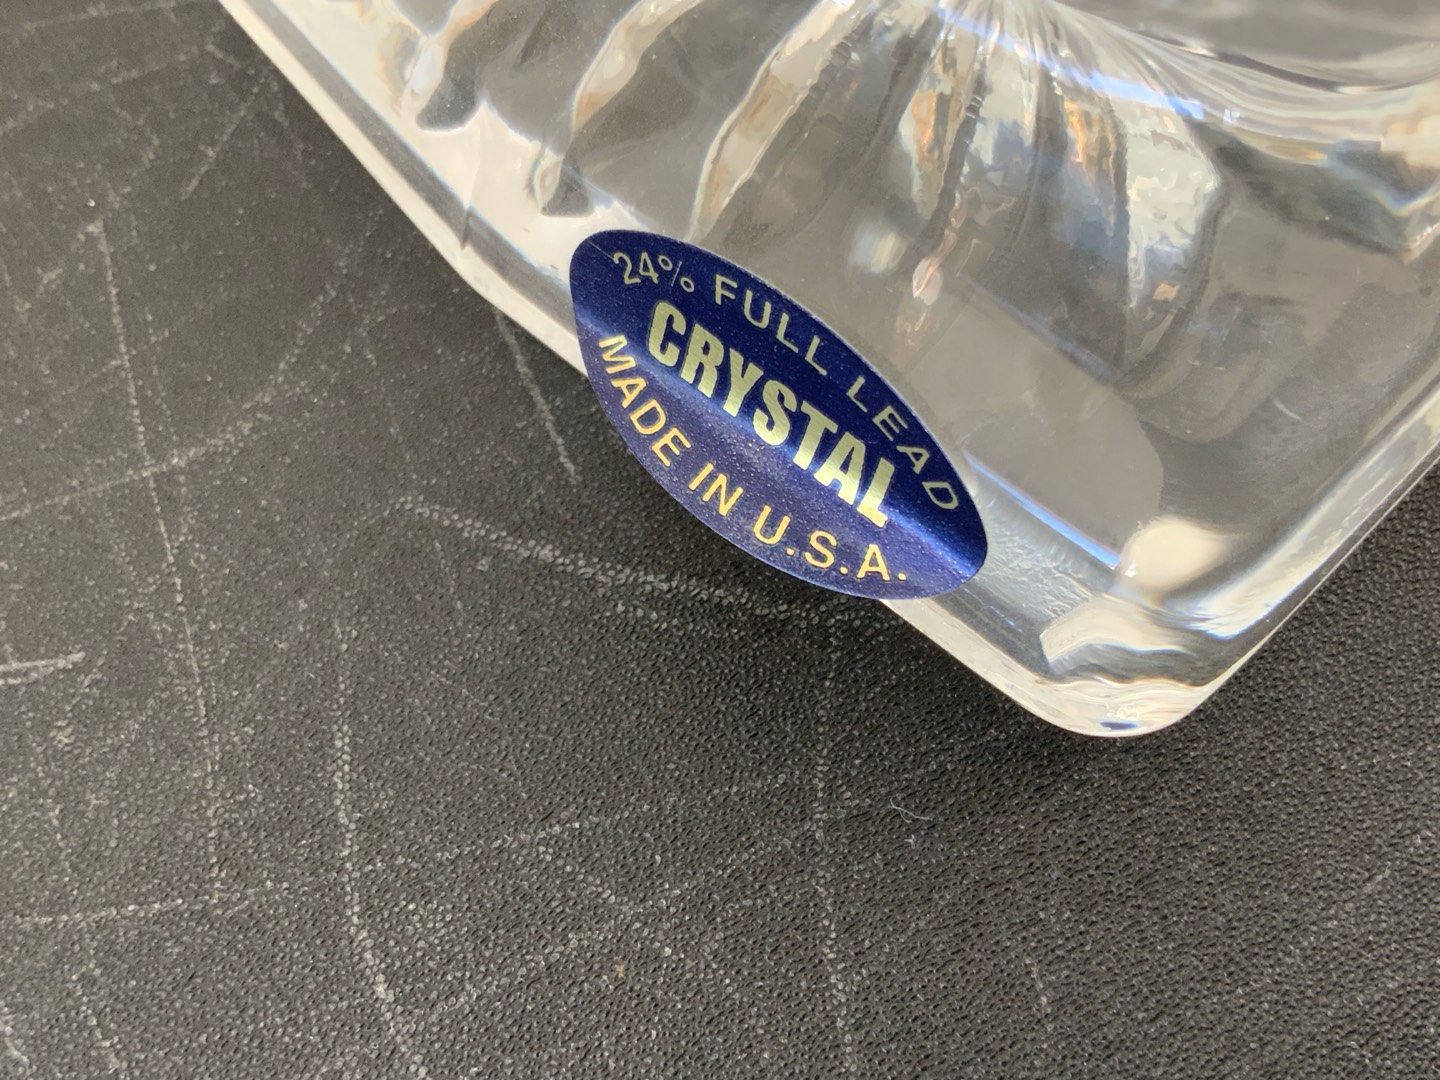 24% FULL LEAD
CRYSTAL
MADE IN U.S.A.